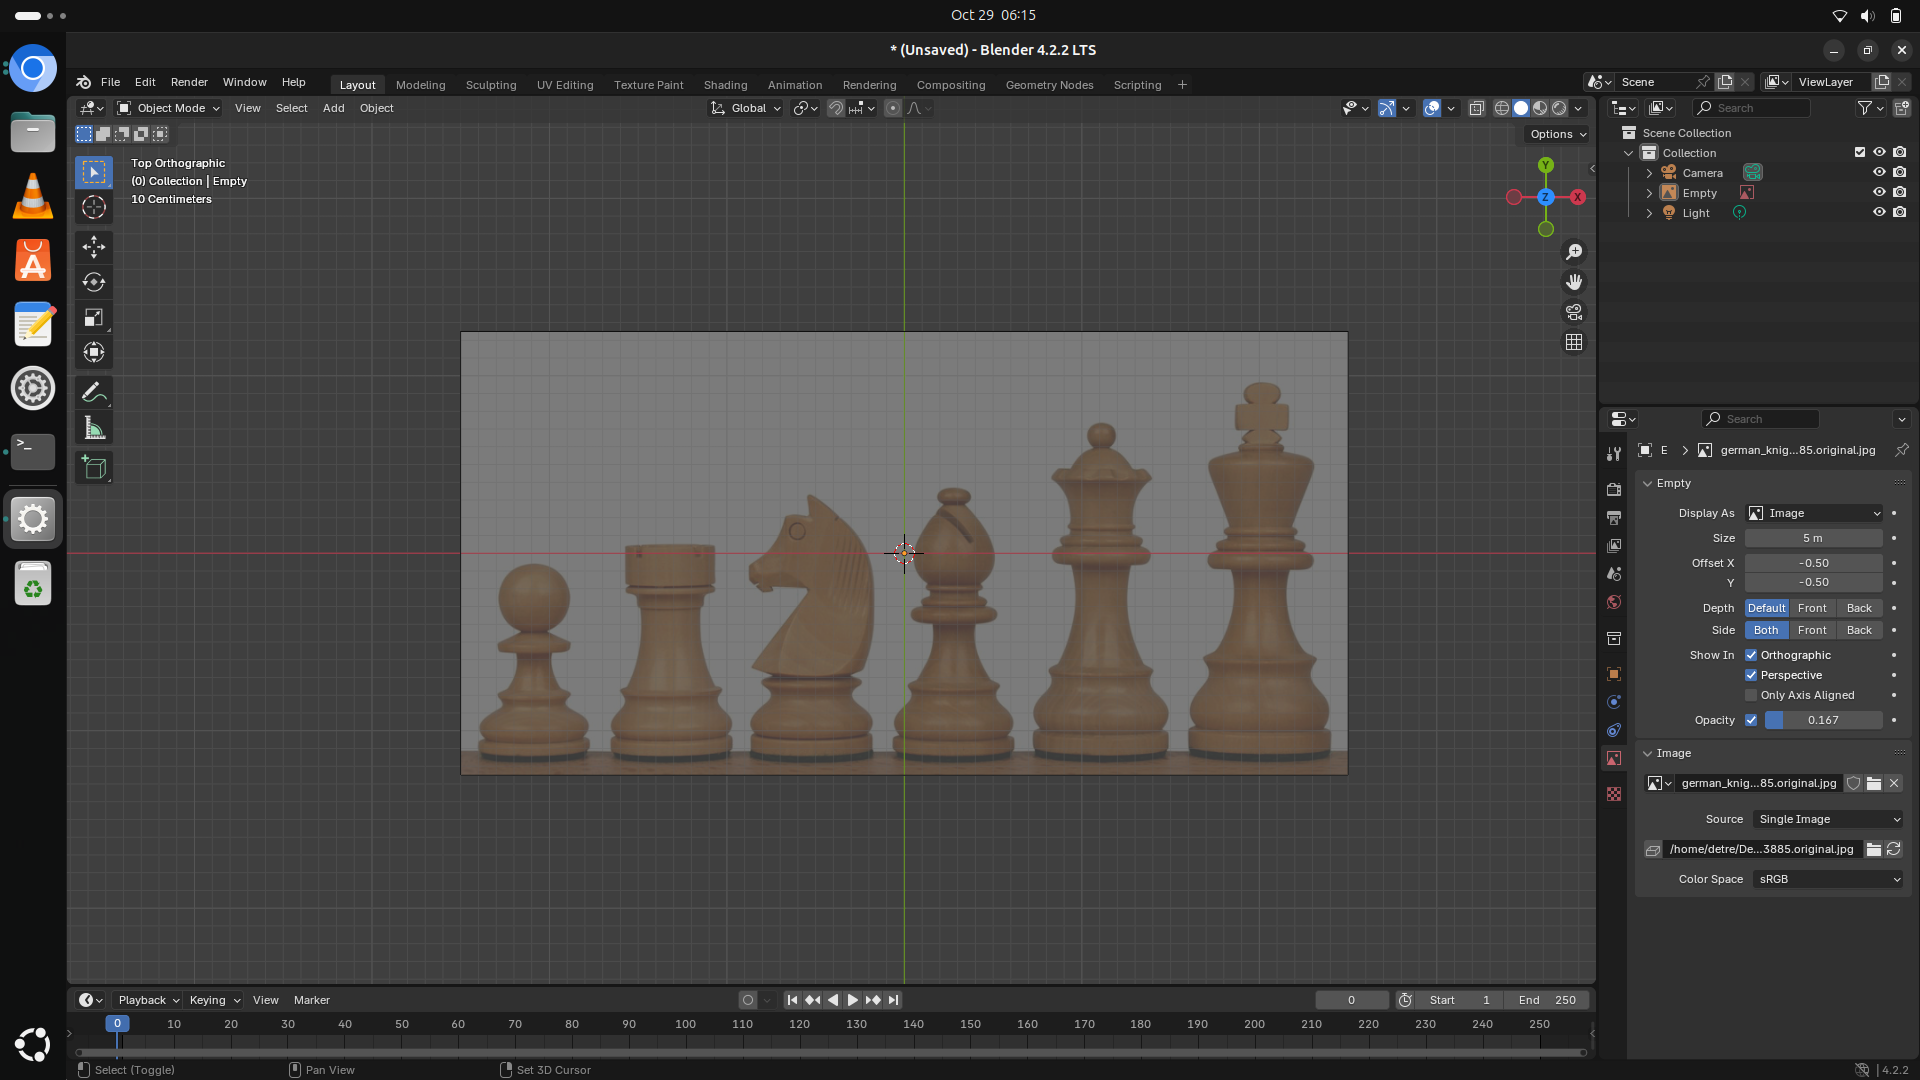 Oct 29 06:15
* (Unsaved) - Blender 4.2.2 LTS
File Edit Render Window Help
Layout Modeling Sculpting UV Editing Texture Paint Shading Animation Rendering Compositing Geometry Nodes Scripting
Scene
ViewLayer
Object Mode View Select Add Object
Global
Search
Options
Top Orthographic
(0) Collection | Empty
10 Centimeters
Y
Z
X
Scene Collection
Collection
Camera
Empty
Light
Search
E
german_knig...85.original.jpg
Empty
Display As Image
Size 5 m
Offset X -0.50
Y -0.50
Depth Default Front Back
Side Both Front Back
Show In Orthographic
Perspective
Only Axis Aligned
Opacity 0.167
Image
german_knig...85.original.jpg
Source Single Image
/home/detre/De...3885.original.jpg
Color Space sRGB
Playback Keying View Marker
0
Start 1
End 250
0 10 20 30 40 50 60 70 80 90 100 110 120 130 140 150 160 170 180 190 200 210 220 230 240 250
Select (Toggle)
Pan View
Set 3D Cursor
4.2.2